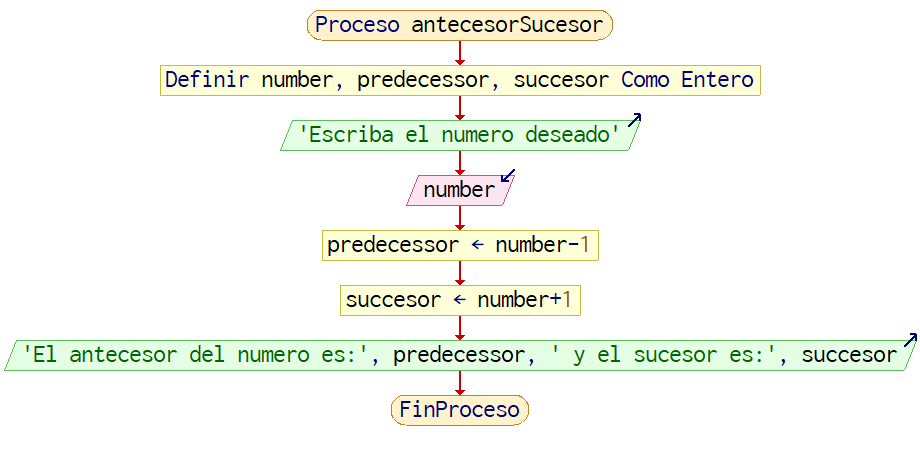 Proceso antecesorSucesor
Definir number, predecessor, succesor Como Entero
'Escriba el numero deseado'
number
predecessor ← number-1
succesor ← number+1
'El antecesor del numero es:', predecessor, ' y el sucesor es:', succesor
FinProceso